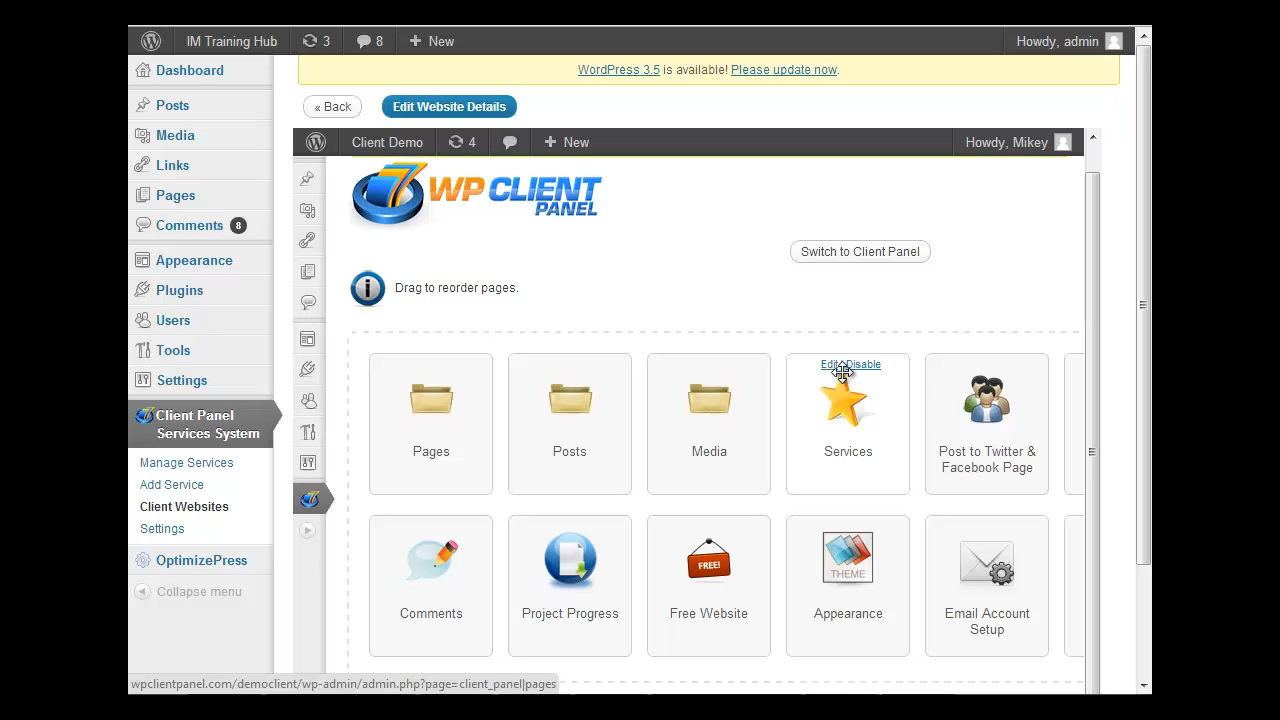 IM Training Hub 3 8 New Howdy, admin
WordPress 3.5 is available! Please update now.
Dashboard
Posts
Media
Links
Pages
Comments 8
Appearance
Plugins
Users
Tools
Settings
Client Panel
Services System
Manage Services
Add Service
Client Websites
Settings
OptimizePress
Collapse menu
« Back Edit Website Details
Client Demo 4 New Howdy, Mikey
WP CLIENT
PANEL
Switch to Client Panel
Drag to reorder pages.
Edit Disable
Pages Posts Media Services Post to Twitter &
Facebook Page
FREE! THEME
Comments Project Progress Free Website Appearance Email Account
Setup
wpclientpanel.com/democlient/wp-admin/admin.php?page=client_panel|pages